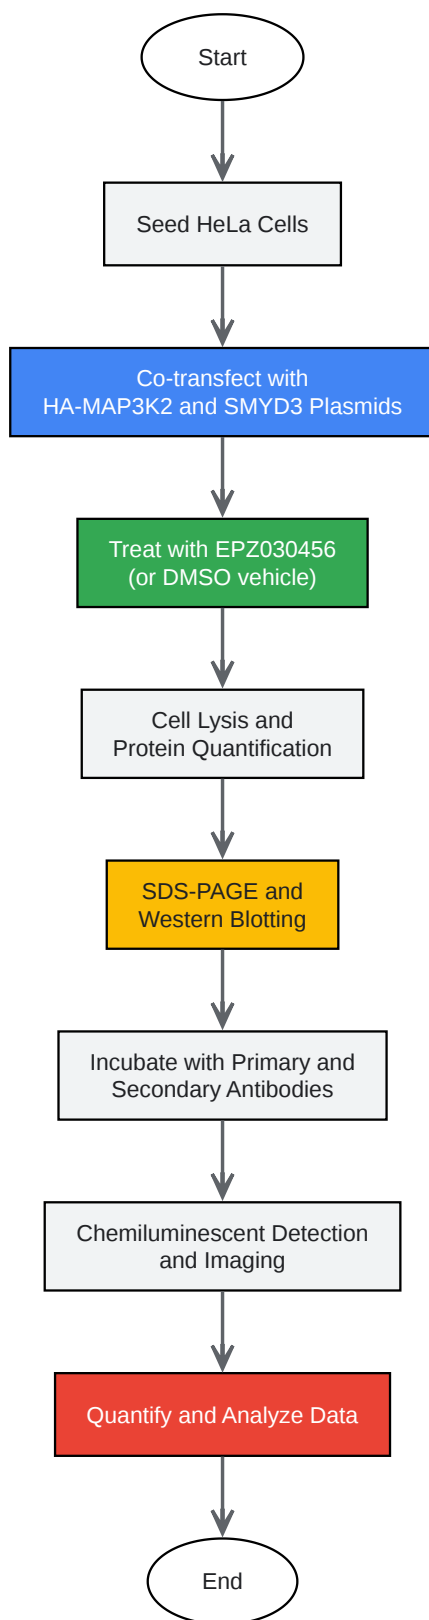 Start
Seed HeLa Cells
Co-transfect with
HA-MAP3K2 and SMYD3 Plasmids
Treat with EPZ030456
(or DMSO vehicle)
Cell Lysis and
Protein Quantification
SDS-PAGE and
Western Blotting
Incubate with Primary and
Secondary Antibodies
Chemiluminescent Detection
and Imaging
Quantify and Analyze Data
End